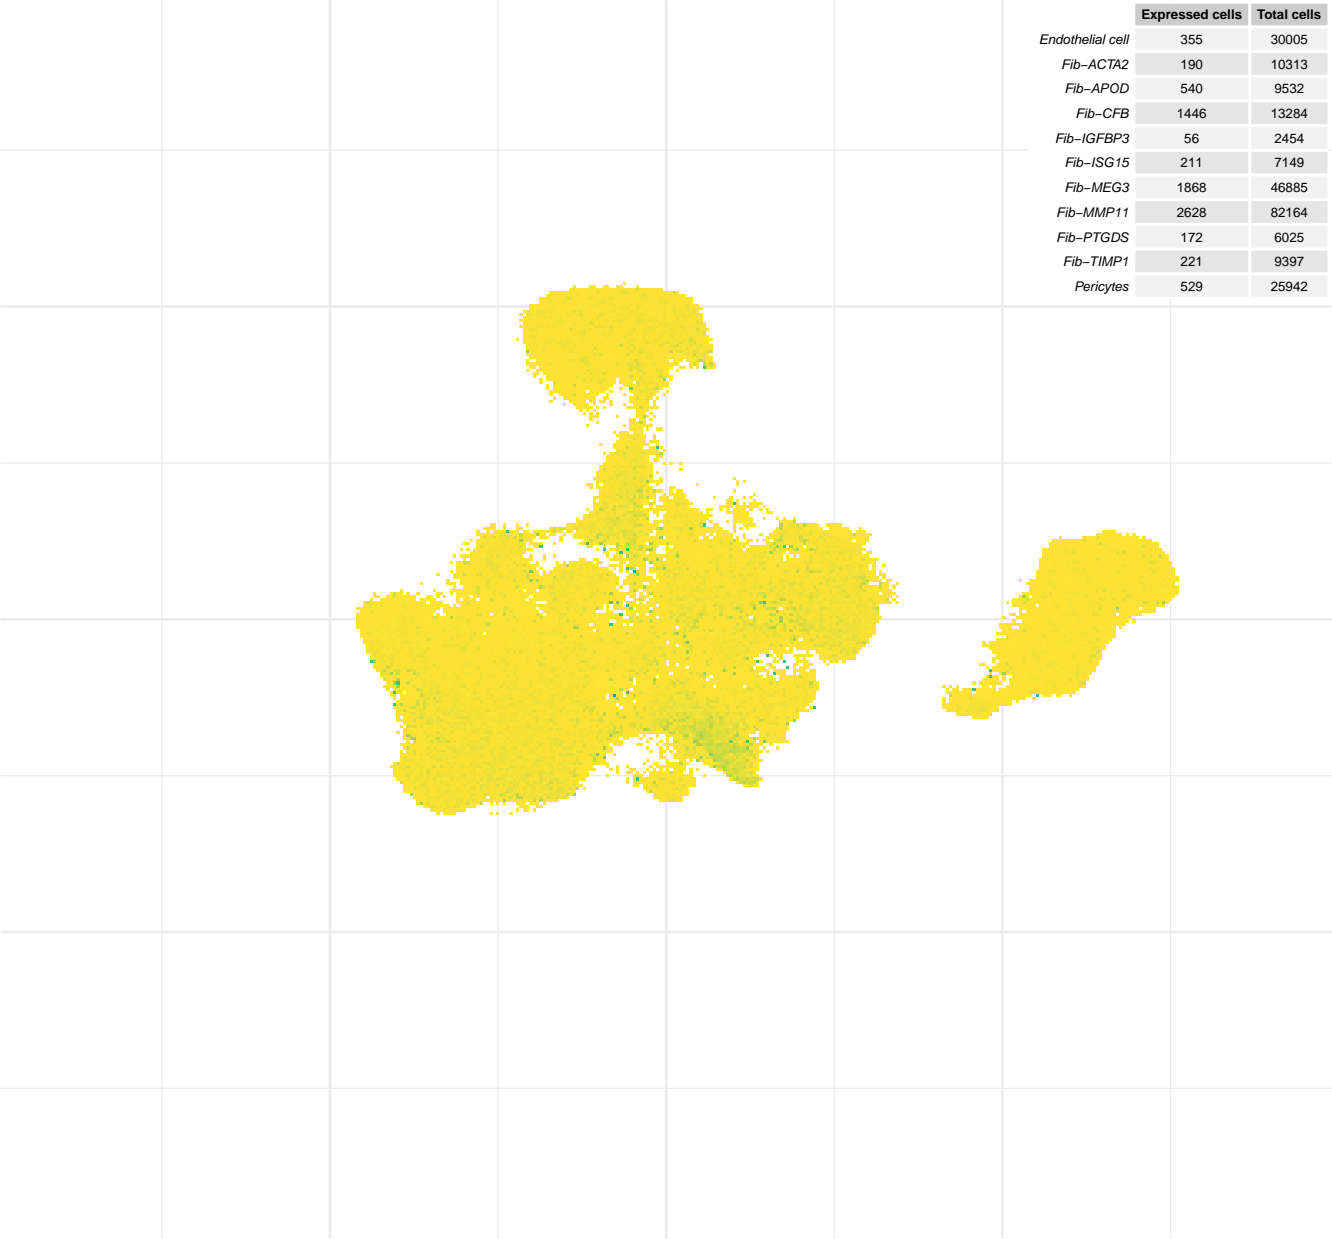 Expressed cells Total cells
Endothelial cell 355 30005
Fib−ACTA2 190 10313
Fib−APOD 540 9532
Fib−CFB 1446 13284
Fib−IGFBP3 56 2454
Fib−ISG15 211 7149
Fib−MEG3 1868 46885
Fib−MMP11 2628 82164
Fib−PTGDS 172 6025
Fib−TIMP1 221 9397
Pericytes 529 25942